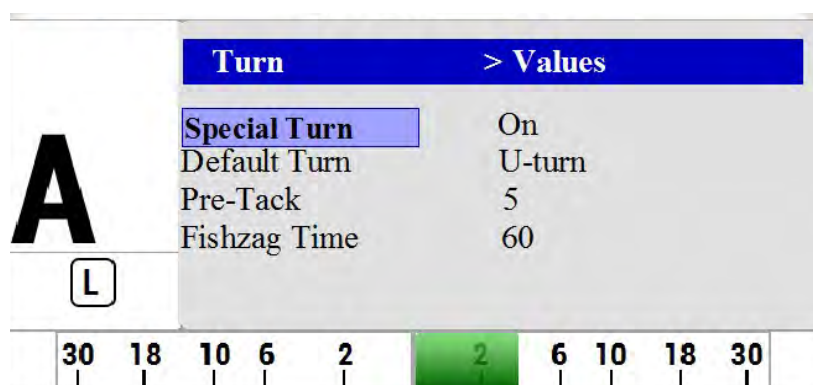 Turn > Values
Special Turn On
Default Turn U-turn
Pre-Tack 5
Fishzag Time 60
A
L
30 18 10 6 2 2 6 10 18 30